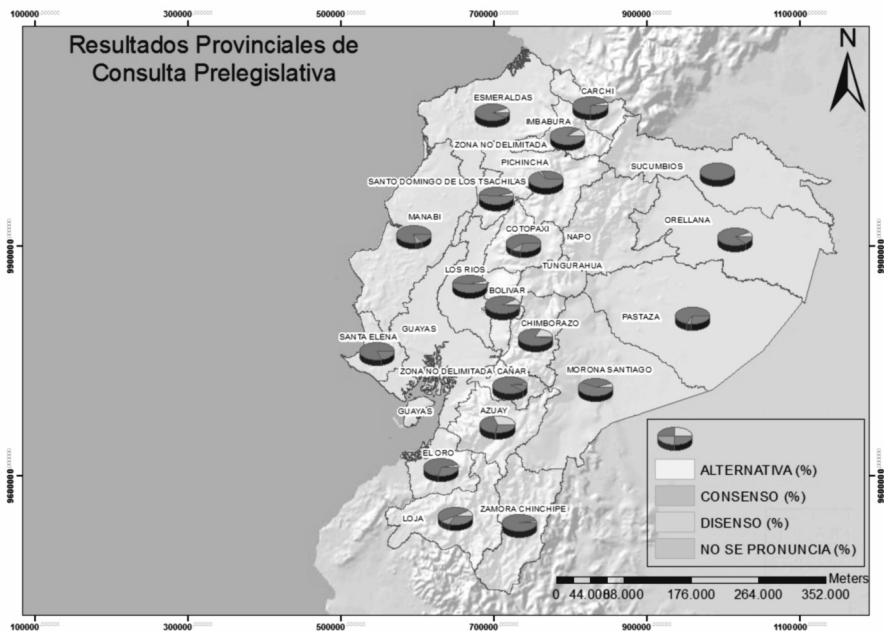 100000 300000 500000 700000 900000 1100000
Resultados Provinciales de
Consulta Prelegislativa
N
ESMERALDAS
CARCHI
IMBABURA
ZONA NO DELIMITADA
PICHINCHA
SUCUMBIOS
SANTO DOMINGO DE LOS TSACHILAS
MANABI
ORELLANA
COTOPAXI
NAPO
9900000
9900000
LOS RIOS
TUNGURAHUA
BOLIVAR
PASTAZA
CHIMBORAZO
GUAYAS
SANTA ELENA
ZONA NO DELIMITADA CAÑAR
MORONA SANTIAGO
GUAYAS
AZUAY
EL ORO
9600000
9600000
LOJA
ZAMORA CHINCHIPE
ALTERNATIVA (%)
CONSENSO (%)
DISENSO (%)
NO SE PRONUNCIA (%)
Meters
0 44.000 88.000 176.000 264.000 352.000
100000 300000 500000 700000 900000 1100000